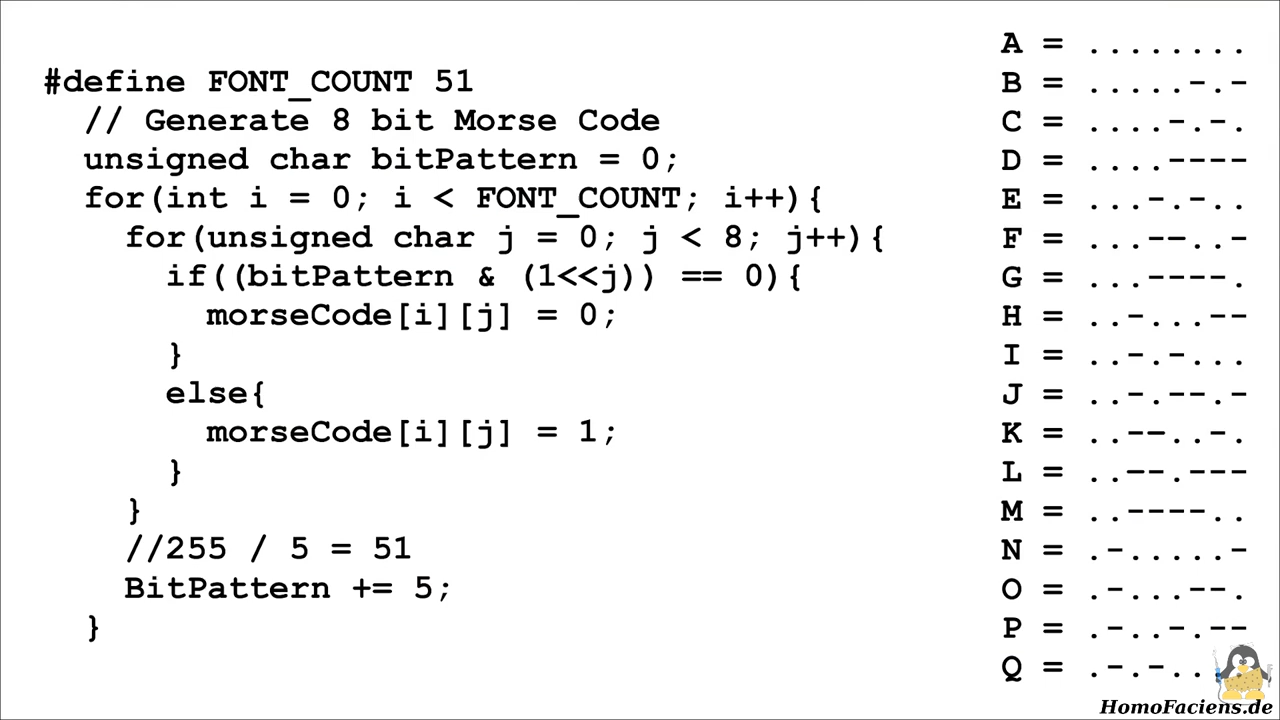 #define FONT_COUNT 51
// Generate 8 bit Morse Code
unsigned char bitPattern = 0;
for(int i = 0; i < FONT_COUNT; i++){
for(unsigned char j = 0; j < 8; j++){
if((bitPattern & (1<<j)) == 0){
morseCode[i][j] = 0;
}
else{
morseCode[i][j] = 1;
}
}
//255 / 5 = 51
BitPattern += 5;
}
A = ........
B = .....-.-
C = ....-.-.
D = ....----
E = ...-.-..
F = ...--..-
G = ...----.
H = ..-...--
I = ..-.-...
J = ..-.--.-
K = ..--..-.
L = ..--.---
M = ..----..
N = .-.....-
O = .-...--.
P = .-..-.--
Q = .-.-..
HomoFaciens.de